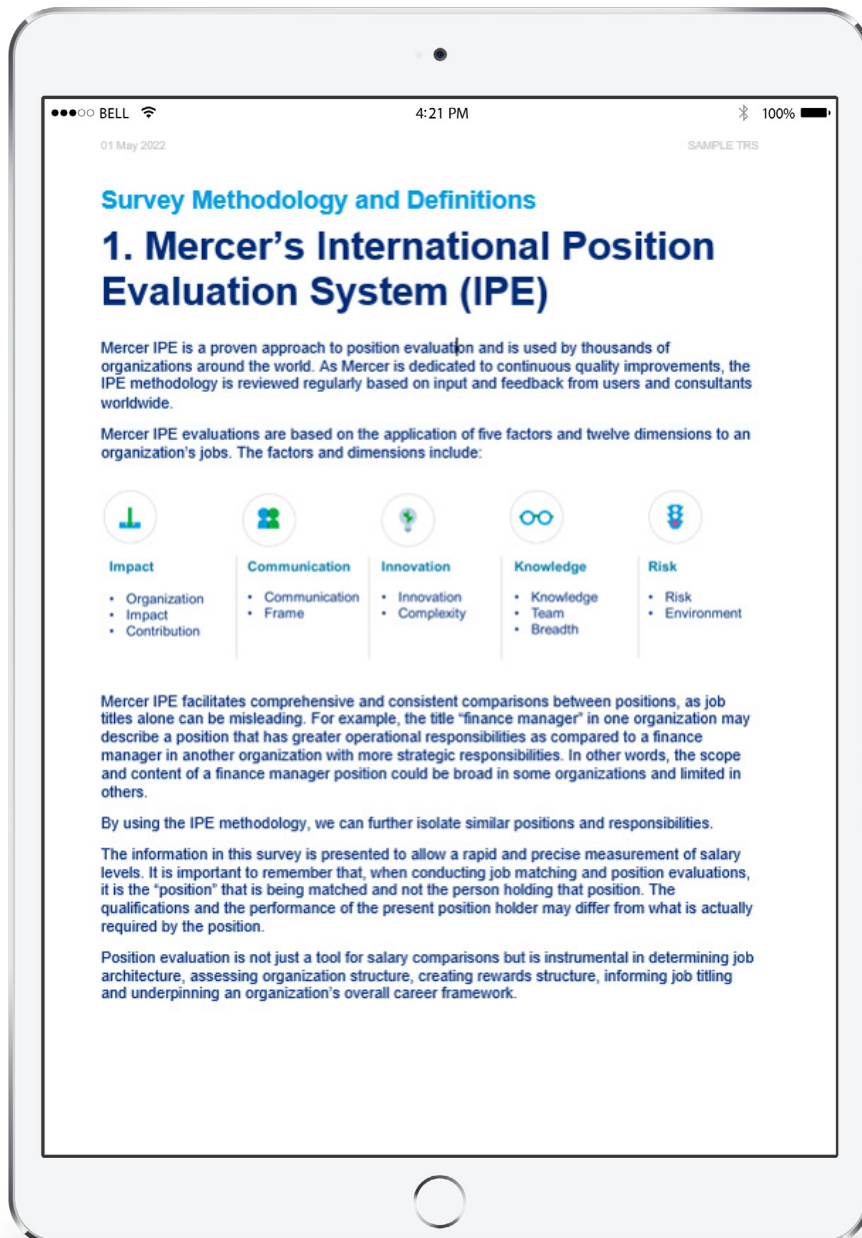 BELL 4:21 PM 100%
01 May 2022 SAMPLE TRS
Survey Methodology and Definitions
1. Mercer's International Position
Evaluation System (IPE)
Mercer IPE is a proven approach to position evaluation and is used by thousands of
organizations around the world. As Mercer is dedicated to continuous quality improvements, the
IPE methodology is reviewed regularly based on input and feedback from users and consultants
worldwide.
Mercer IPE evaluations are based on the application of five factors and twelve dimensions to an
organization's jobs. The factors and dimensions include:
Impact
• Organization
• Impact
• Contribution
Communication
• Communication
• Frame
Innovation
• Innovation
• Complexity
Knowledge
• Knowledge
• Team
• Breadth
Risk
• Risk
• Environment
Mercer IPE facilitates comprehensive and consistent comparisons between positions, as job
titles alone can be misleading. For example, the title "finance manager" in one organization may
describe a position that has greater operational responsibilities as compared to a finance
manager in another organization with more strategic responsibilities. In other words, the scope
and content of a finance manager position could be broad in some organizations and limited in
others.
By using the IPE methodology, we can further isolate similar positions and responsibilities.
The information in this survey is presented to allow a rapid and precise measurement of salary
levels. It is important to remember that, when conducting job matching and position evaluations,
it is the "position" that is being matched and not the person holding that position. The
qualifications and the performance of the present position holder may differ from what is actually
required by the position.
Position evaluation is not just a tool for salary comparisons but is instrumental in determining job
architecture, assessing organization structure, creating rewards structure, informing job titling
and underpinning an organization's overall career framework.